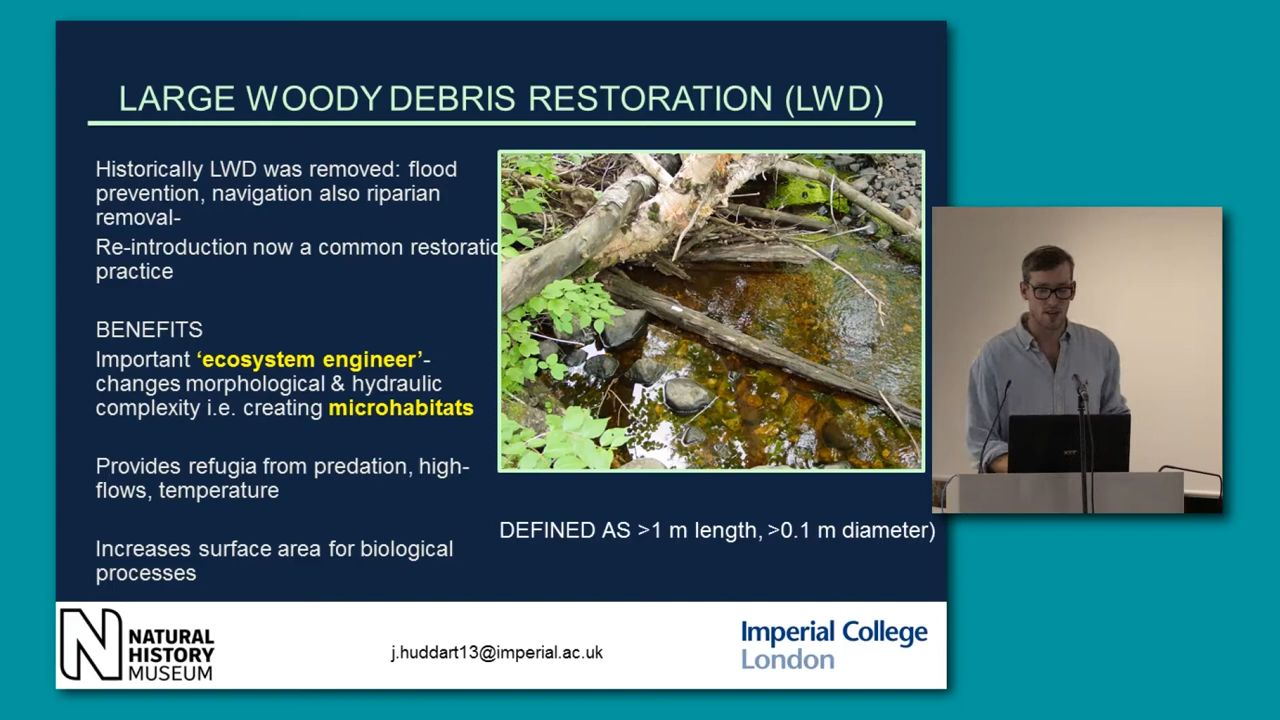 LARGE WOODY DEBRIS RESTORATION (LWD)
Historically LWD was removed: flood
prevention, navigation also riparian
removal-
Re-introduction now a common restoratio
practice
BENEFITS
Important ‘ecosystem engineer’-
changes morphological & hydraulic
complexity i.e. creating microhabitats
Provides refugia from predation, high-
flows, temperature
Increases surface area for biological
processes
DEFINED AS >1 m length, >0.1 m diameter)
N NATURAL
HISTORY
MUSEUM
j.huddart13@imperial.ac.uk
Imperial College
London